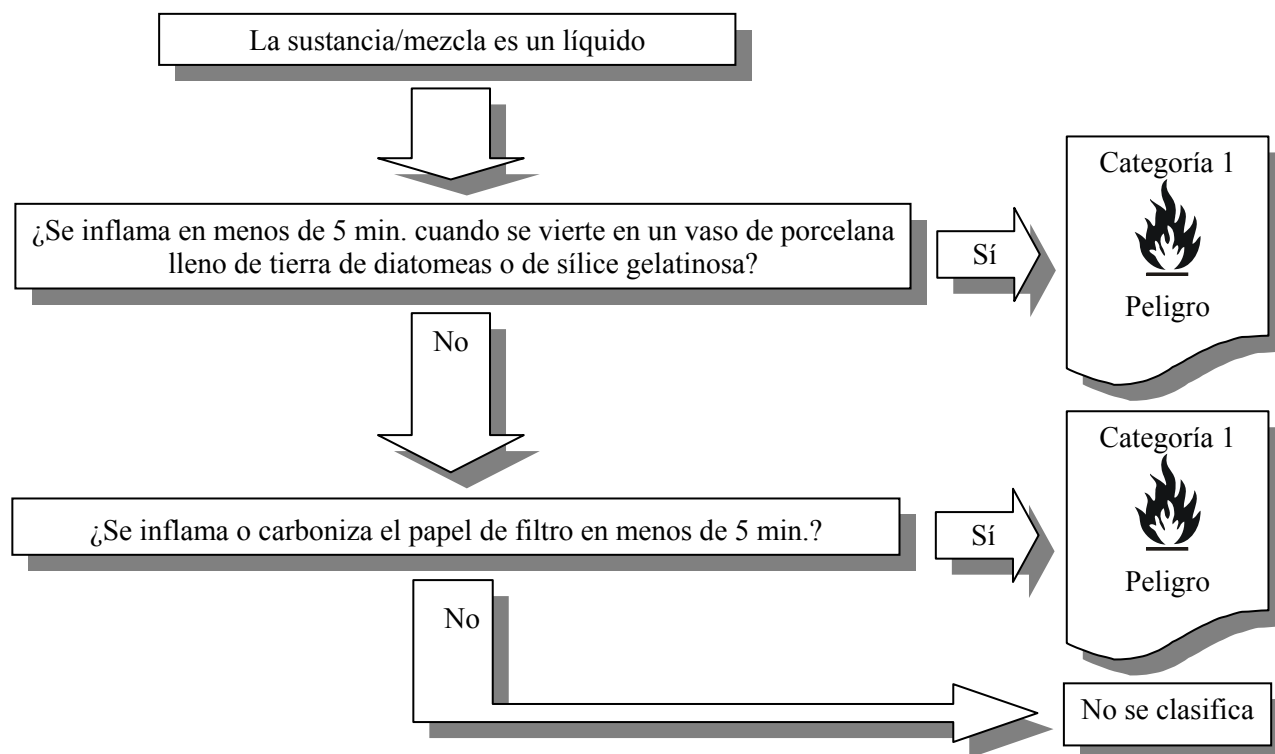 La sustancia/mezcla es un líquido
¿Se inflama en menos de 5 min. cuando se vierte en un vaso de porcelana
lleno de tierra de diatomeas o de sílice gelatinosa?
Sí
Categoría 1
Peligro
No
¿Se inflama o carboniza el papel de filtro en menos de 5 min.?
Sí
Categoría 1
Peligro
No
No se clasifica